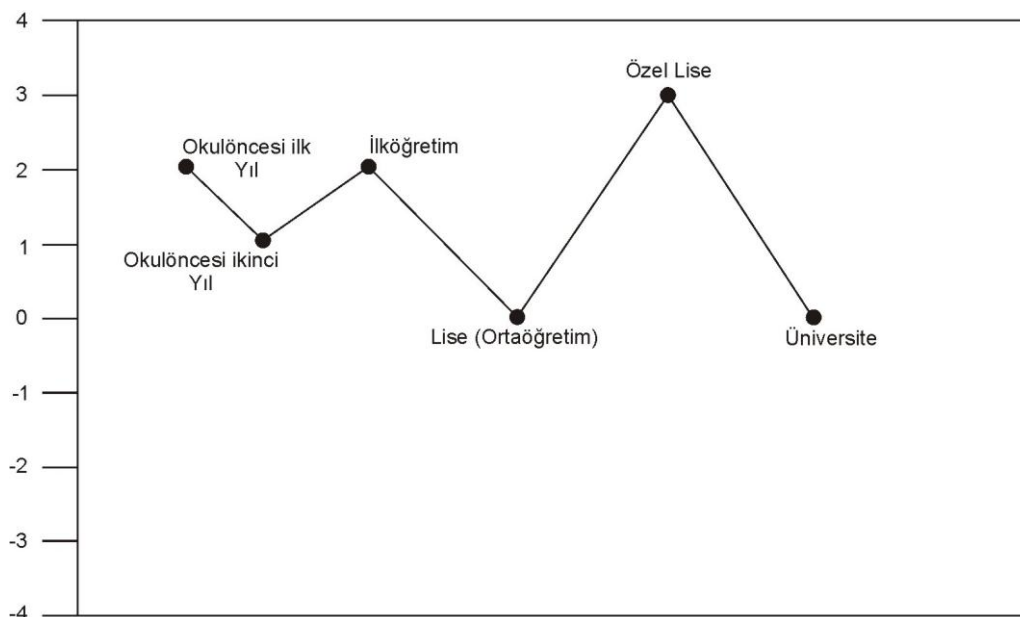 4
3
2
1
0
-1
-2
-3
-4
Okulöncesi ilk
Yıl
Okulöncesi ikinci
Yıl
İlköğretim
Lise (Ortaöğretim)
Özel Lise
Üniversite